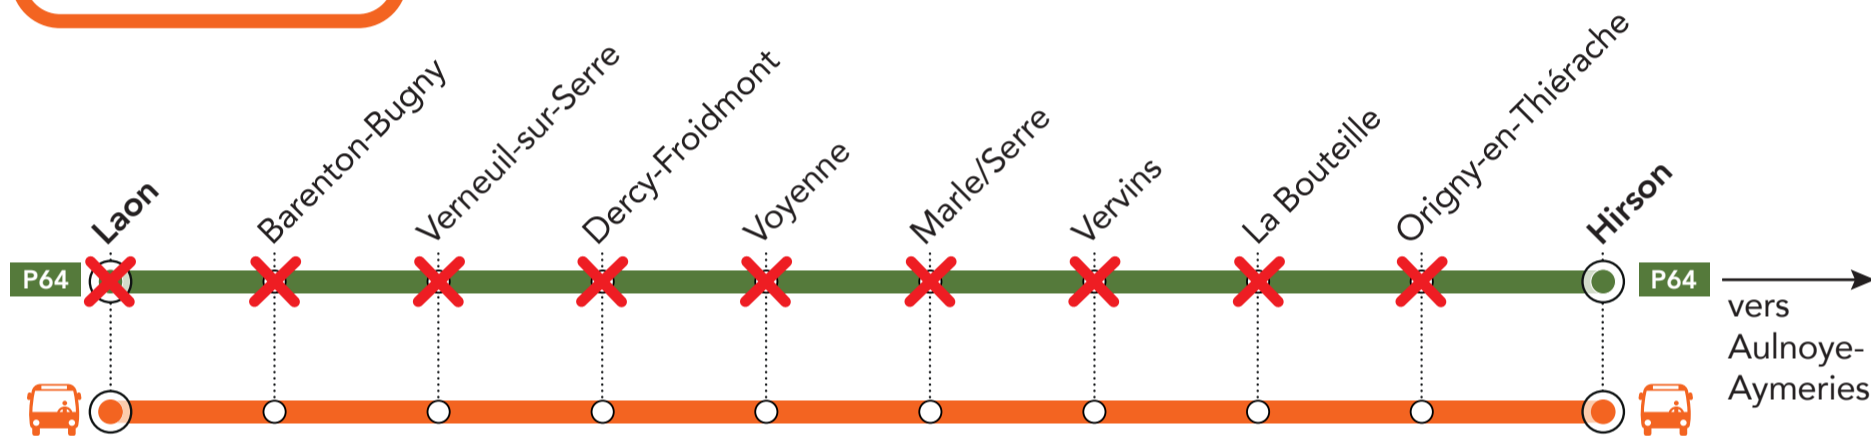 Laon
Barenton-Bugny
Verneuil-sur-Serre
Dercy-Froidmont
Voyenne
Marle/Serre
Vervins
La Bouteille
Origny-en-Thiérache
Hirson
P64
P64
vers
Aulnoye-
Aymeries